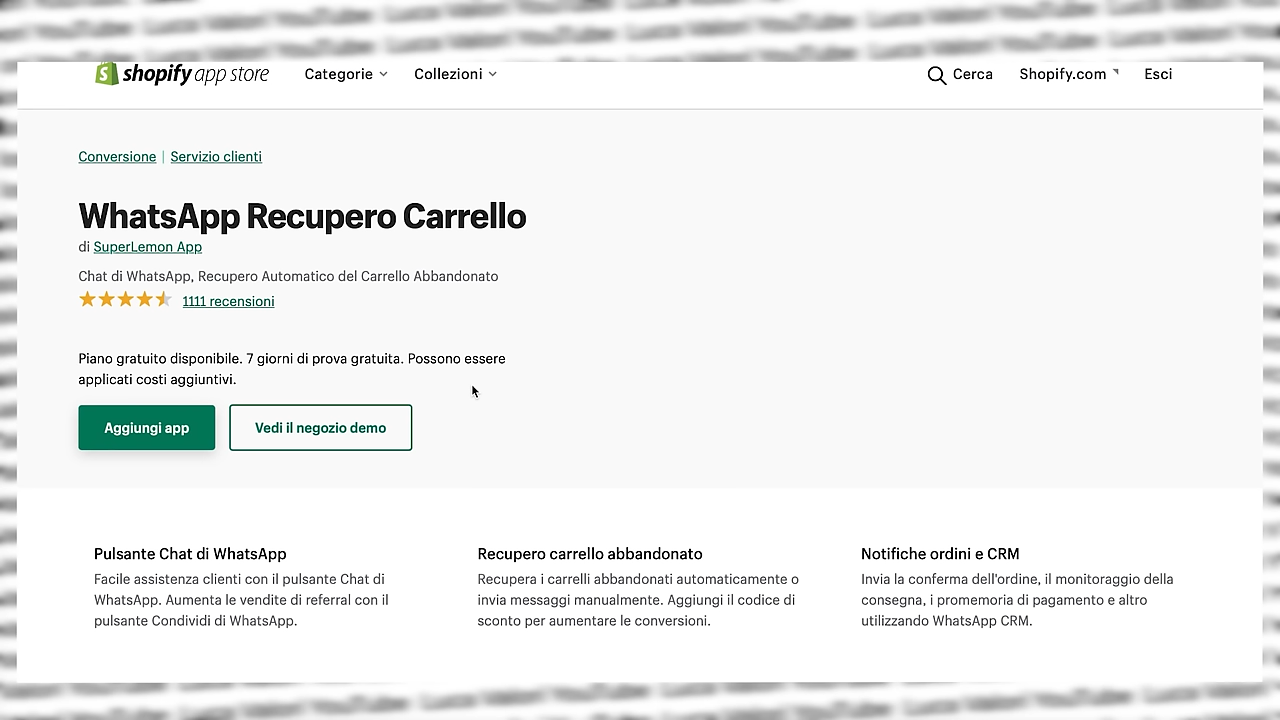 shopify app store
Categorie
Collezioni
Cerca
Shopify.com
Esci
Conversione | Servizio clienti
WhatsApp Recupero Carrello
di SuperLemon App
Chat di WhatsApp, Recupero Automatico del Carrello Abbandonato
1111 recensioni
Piano gratuito disponibile. 7 giorni di prova gratuita. Possono essere
applicati costi aggiuntivi.
Aggiungi app
Vedi il negozio demo
Pulsante Chat di WhatsApp
Facile assistenza clienti con il pulsante Chat di
WhatsApp. Aumenta le vendite di referral con il
pulsante Condividi di WhatsApp.
Recupero carrello abbandonato
Recupera i carrelli abbandonati automaticamente o
invia messaggi manualmente. Aggiungi il codice di
sconto per aumentare le conversioni.
Notifiche ordini e CRM
Invia la conferma dell'ordine, il monitoraggio della
consegna, i promemoria di pagamento e altro
utilizzando WhatsApp CRM.